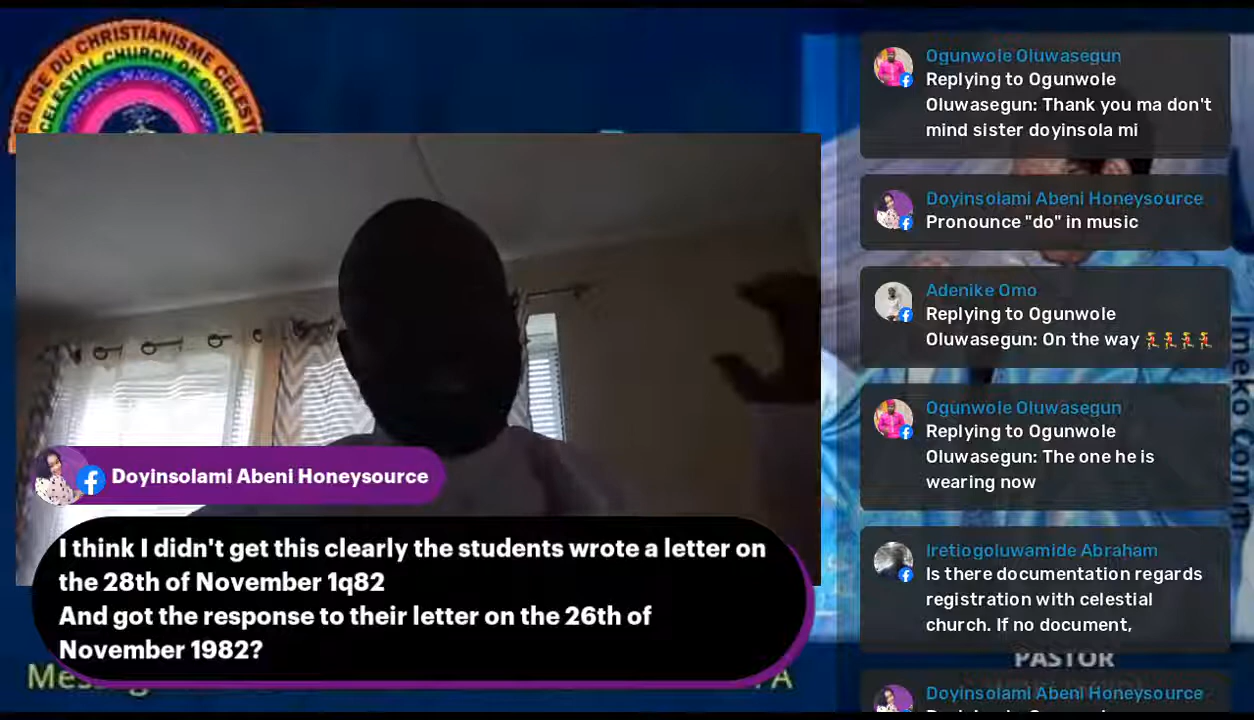 EGLISE DU CHRISTIANISME CELEST
CELESTIAL CHURCH OF CHRIST
Doyinsolami Abeni Honeysource
I think I didn't get this clearly the students wrote a letter on
the 28th of November 1q82
And got the response to their letter on the 26th of
November 1982?
Ogunwole Oluwasegun
Replying to Ogunwole
Oluwasegun: Thank you ma don't
mind sister doyinsola mi
Doyinsolami Abeni Honeysource
Pronounce "do" in music
Adenike Omo
Replying to Ogunwole
Oluwasegun: On the way 💃💃💃💃
Ogunwole Oluwasegun
Replying to Ogunwole
Oluwasegun: The one he is
wearing now
Iretiogoluwamide Abraham
Is there documentation regards
registration with celestial
church. If no document,
PASTOR
Doyinsolami Abeni Honeysource
Imeko